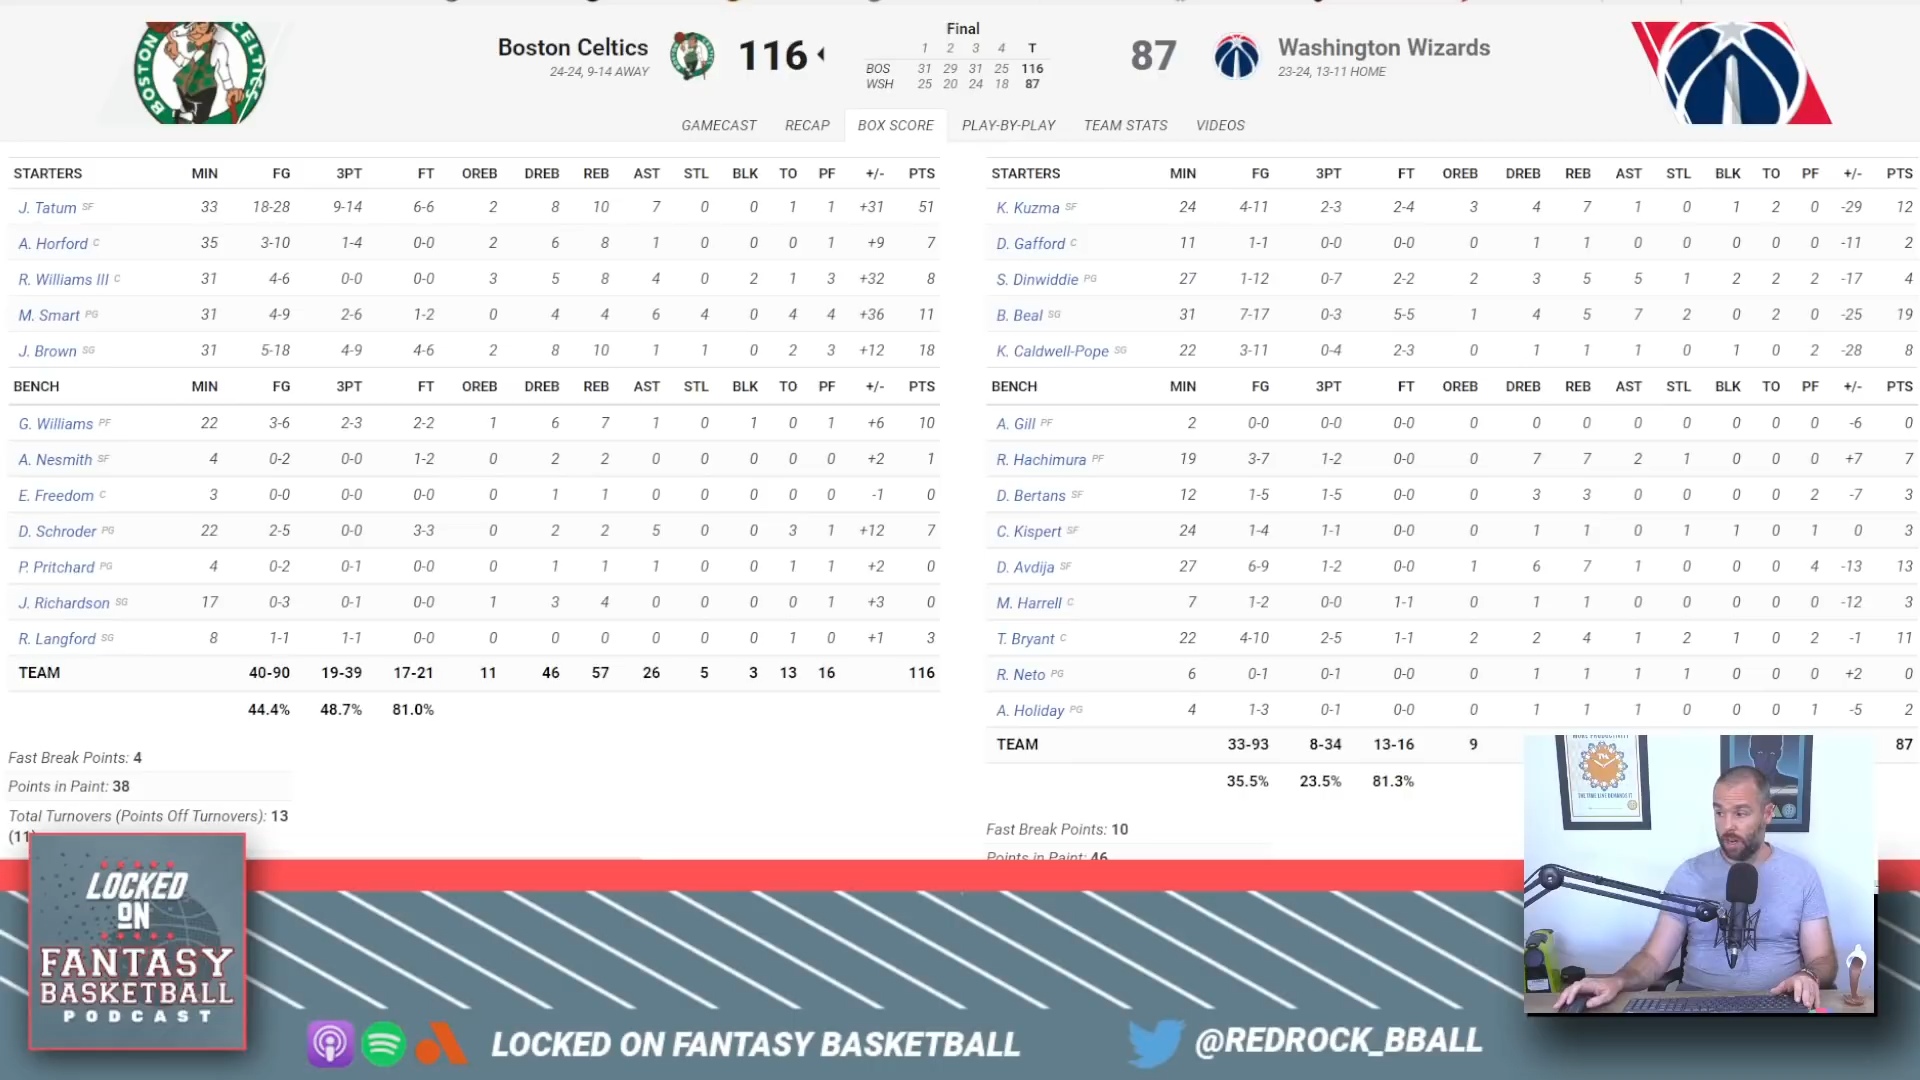 Final
Boston Celtics 116 87 Washington Wizards
24-24, 9-14 AWAY 23-24, 13-11 HOME
1 2 3 4 T
BOS 31 29 31 25 116
WSH 25 20 24 18 87
BOSTON CELTICS
GAMECAST RECAP BOX SCORE PLAY-BY-PLAY TEAM STATS VIDEOS
STARTERS MIN FG 3PT FT OREB DREB REB AST STL BLK TO PF +/- PTS
J. Tatum SF 33 18-28 9-14 6-6 2 8 10 7 0 0 1 1 +31 51
A. Horford C 35 3-10 1-4 0-0 2 6 8 1 0 0 0 1 +9 7
R. Williams III C 31 4-6 0-0 0-0 3 5 8 4 0 2 1 3 +32 8
M. Smart PG 31 4-9 2-6 1-2 0 4 4 6 4 0 4 4 +36 11
J. Brown SG 31 5-18 4-9 4-6 2 8 10 1 1 0 2 3 +12 18
BENCH MIN FG 3PT FT OREB DREB REB AST STL BLK TO PF +/- PTS
G. Williams PF 22 3-6 2-3 2-2 1 6 7 1 0 1 0 1 +6 10
A. Nesmith SF 4 0-2 0-0 1-2 0 2 2 0 0 0 0 0 +2 1
E. Freedom C 3 0-0 0-0 0-0 0 1 1 0 0 0 0 0 -1 0
D. Schroder PG 22 2-5 0-0 3-3 0 2 2 5 0 0 3 1 +12 7
P. Pritchard PG 4 0-2 0-1 0-0 0 1 1 1 0 0 1 1 +2 0
J. Richardson SG 17 0-3 0-1 0-0 1 3 4 0 0 0 0 1 +3 0
R. Langford SG 8 1-1 1-1 0-0 0 0 0 0 0 0 1 0 +1 3
TEAM 40-90 19-39 17-21 11 46 57 26 5 3 13 16 116
44.4% 48.7% 81.0%
Fast Break Points: 4
Points in Paint: 38
Total Turnovers (Points Off Turnovers): 13
(11)
STARTERS MIN FG 3PT FT OREB DREB REB AST STL BLK TO PF +/- PTS
K. Kuzma SF 24 4-11 2-3 2-4 3 4 7 1 0 1 2 0 -29 12
D. Gafford C 11 1-1 0-0 0-0 0 1 1 0 0 0 0 0 -11 2
S. Dinwiddie PG 27 1-12 0-7 2-2 2 3 5 5 1 2 2 2 -17 4
B. Beal SG 31 7-17 0-3 5-5 1 4 5 7 2 0 2 0 -25 19
K. Caldwell-Pope SG 22 3-11 0-4 2-3 0 1 1 1 0 1 0 2 -28 8
BENCH MIN FG 3PT FT OREB DREB REB AST STL BLK TO PF +/- PTS
A. Gill PF 2 0-0 0-0 0-0 0 0 0 0 0 0 0 0 -6 0
R. Hachimura PF 19 3-7 1-2 0-0 0 7 7 2 1 0 0 0 +7 7
D. Bertans SF 12 1-5 1-5 0-0 0 3 3 0 0 0 0 2 -7 3
C. Kispert SF 24 1-4 1-1 0-0 0 1 1 0 1 1 0 1 0 3
D. Avdija SF 27 6-9 1-2 0-0 1 6 7 1 0 0 0 4 -13 13
M. Harrell C 7 1-2 0-0 1-1 0 1 1 0 0 0 0 0 -12 3
T. Bryant C 22 4-10 2-5 1-1 2 2 4 1 2 1 0 2 -1 11
R. Neto PG 6 0-1 0-1 0-0 0 1 1 1 1 0 0 0 +2 0
A. Holiday PG 4 1-3 0-1 0-0 0 1 1 1 0 0 0 1 -5 2
TEAM 33-93 8-34 13-16 9 87
35.5% 23.5% 81.3%
Fast Break Points: 10
Points in Paint: 46
LOCKED
ON
FANTASY
BASKETBALL
PODCAST
LOCKED ON FANTASY BASKETBALL
@REDROCK_BBALL